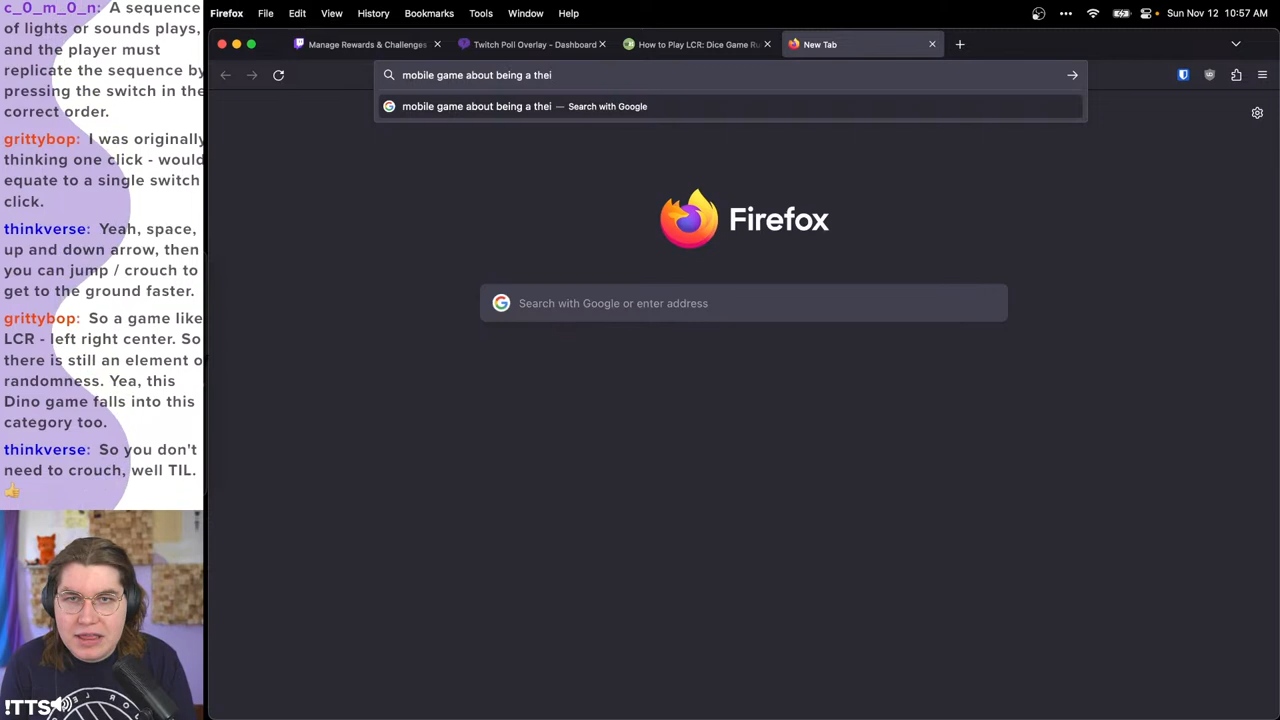 c_0_m_0_n: A sequence
of lights or sounds plays,
and the player must
replicate the sequence by
pressing the switch in the
correct order.
grittybop: I was originally
thinking one click - would
equate to a single switch
click.
thinkverse: Yeah, space,
up and down arrow, then
you can jump / crouch to
get to the ground faster.
grittybop: So a game like
LCR - left right center. So
there is still an element o
randomness. Yea, this
Dino game falls into this
category too.
thinkverse: So you don't
need to crouch, well TIL.
👍
!TTS
Firefox File Edit View History Bookmarks Tools Window Help
Sun Nov 12 10:57 AM
Manage Rewards & Challenges
Twitch Poll Overlay - Dashboard
How to Play LCR: Dice Game Ru
New Tab
mobile game about being a thei
mobile game about being a thei — Search with Google
Firefox
Search with Google or enter address